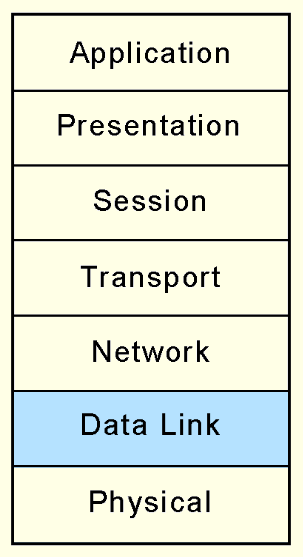 Application
Presentation
Session
Transport
Network
Data Link
Physical